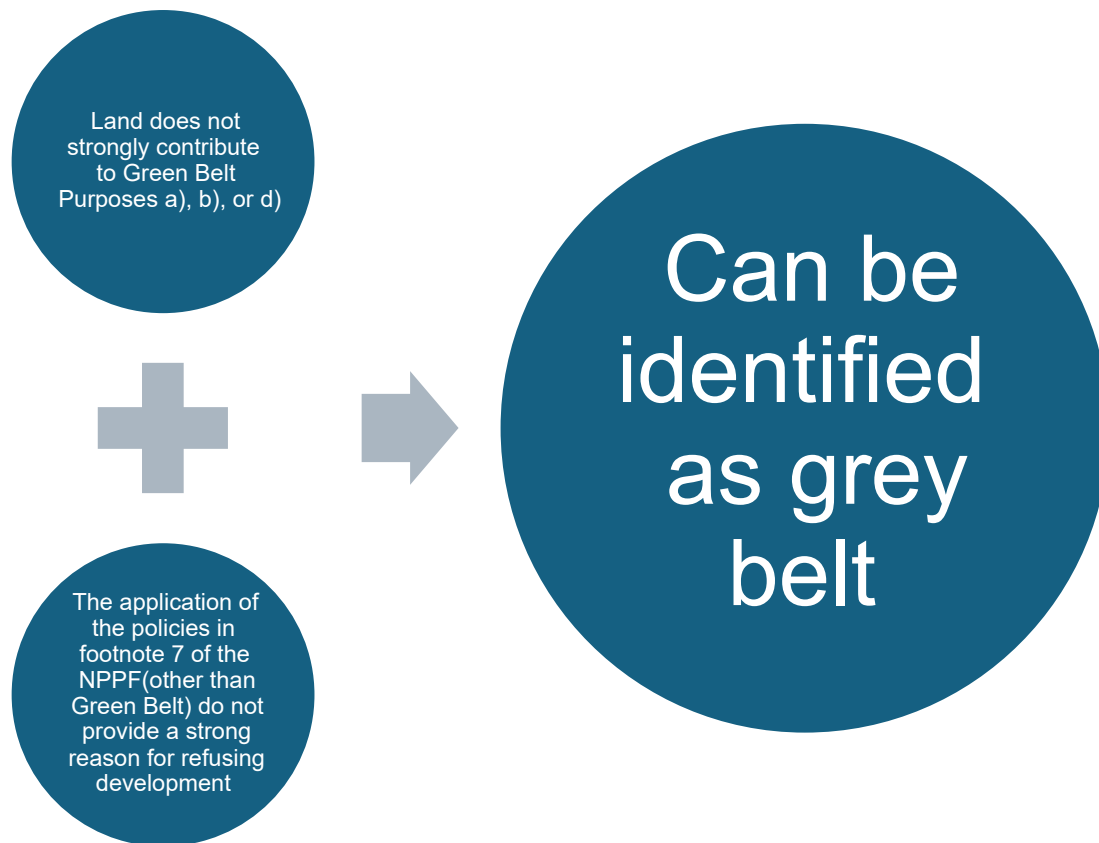 Land does not
strongly contribute
to Green Belt
Purposes a), b), or d)
The application of
the policies in
footnote 7 of the
NPPF(other than
Green Belt) do not
provide a strong
reason for refusing
development
Can be
identified
as grey
belt